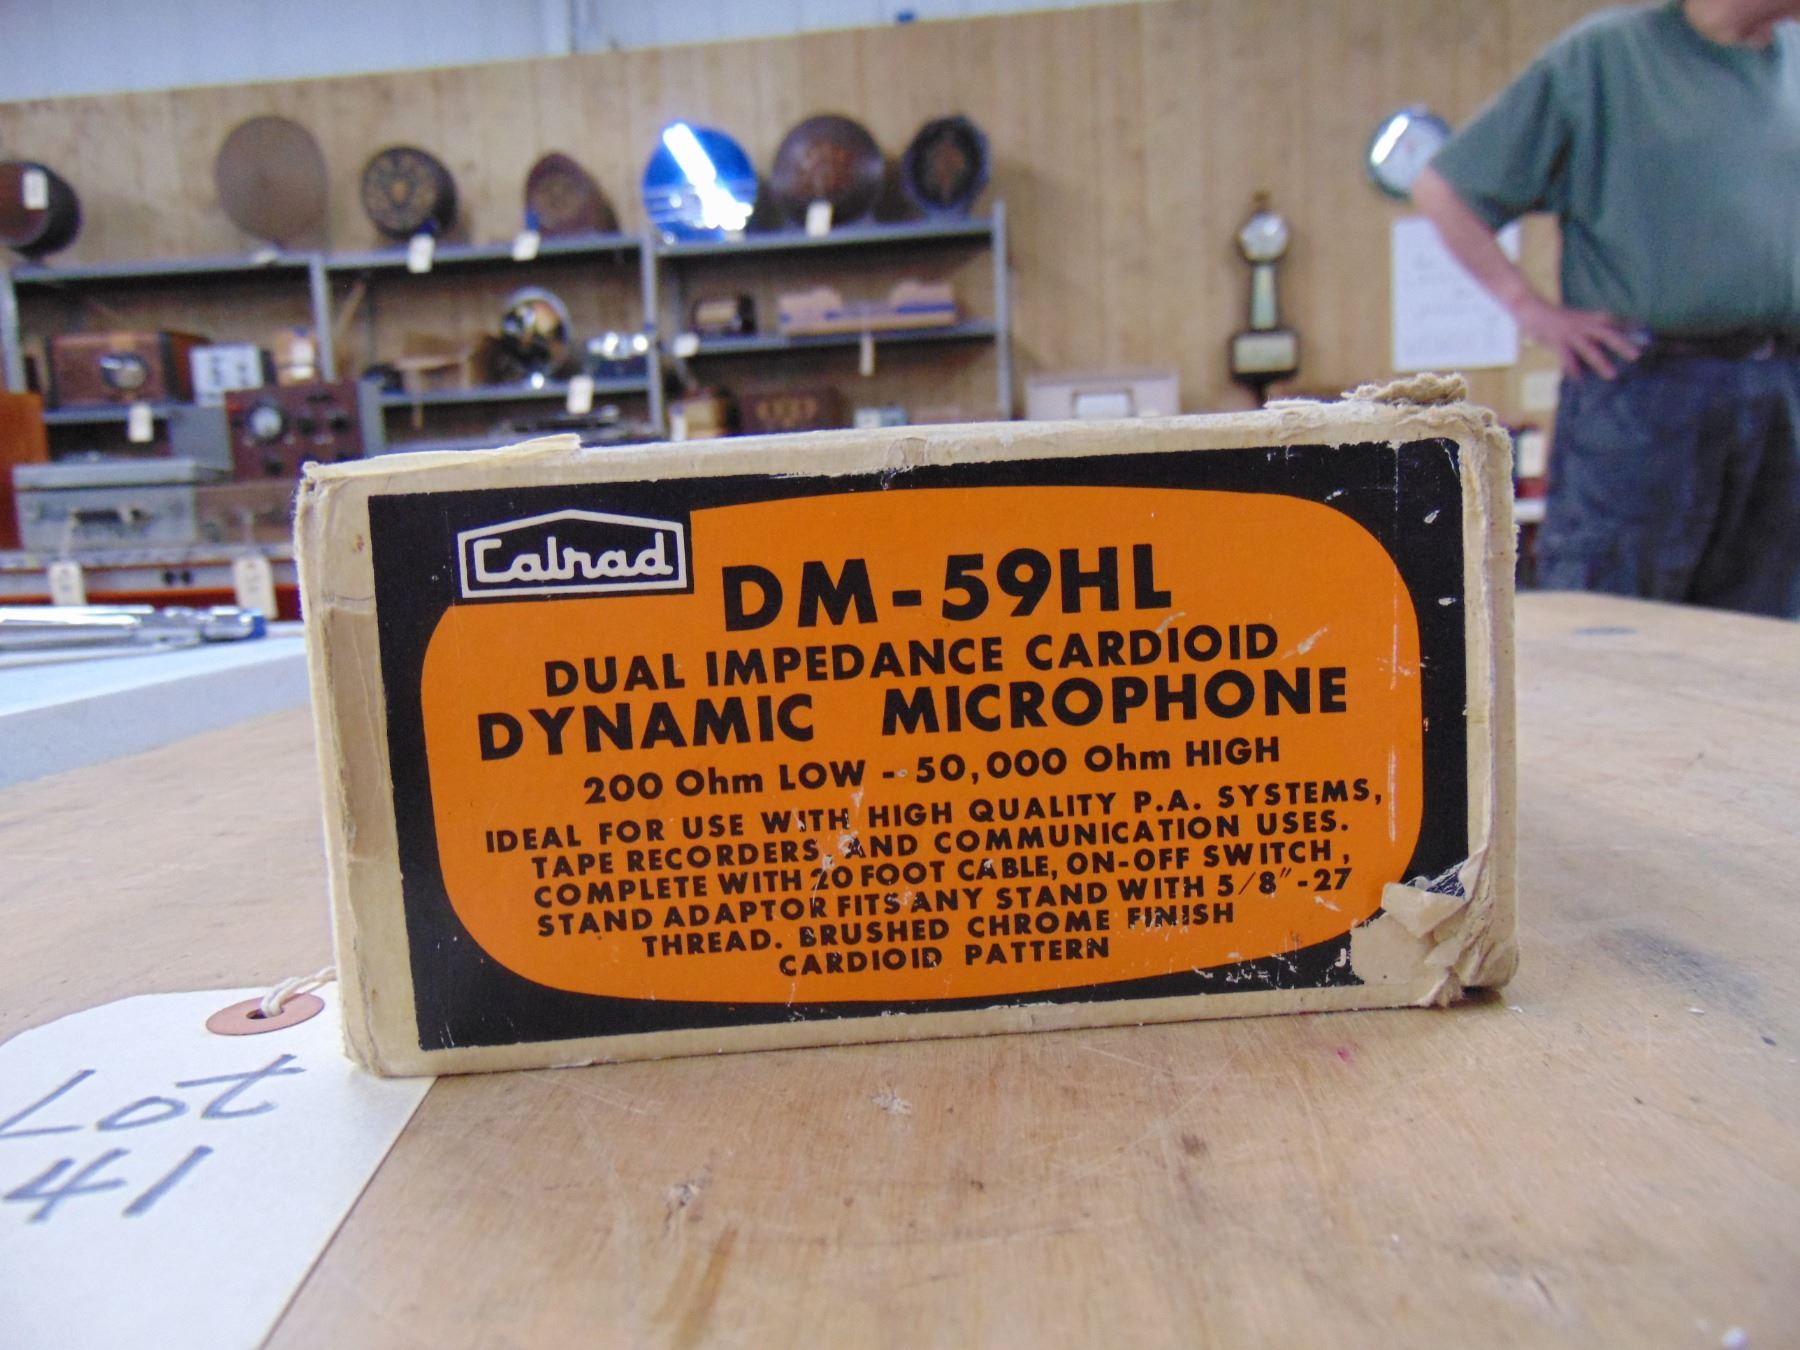 Calrad
DM-59HL
DUAL IMPEDANCE CARDIOID
DYNAMIC MICROPHONE
200 Ohm LOW - 50,000 Ohm HIGH
IDEAL FOR USE WITH HIGH QUALITY P.A. SYSTEMS,
TAPE RECORDERS, AND COMMUNICATION USES.
COMPLETE WITH 20 FOOT CABLE, ON-OFF SWITCH,
STAND ADAPTOR FITS ANY STAND WITH 5/8"-27
THREAD. BRUSHED CHROME FINISH
CARDIOID PATTERN
Lot
41